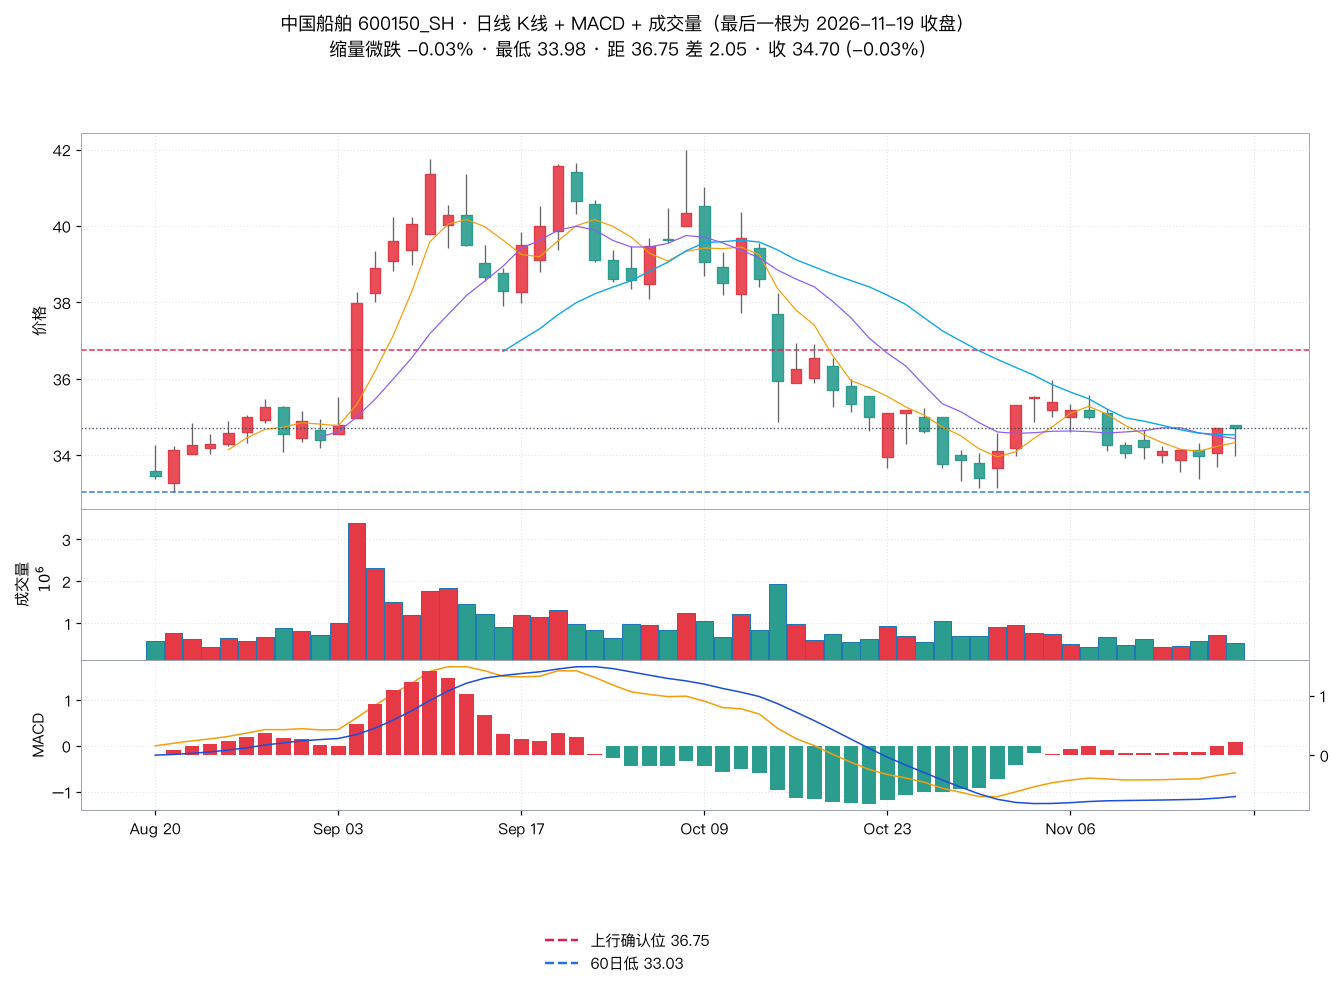 中国船舶 600150_SH · 日线 K线 + MACD + 成交量（最后一根为 2026−11−19 收盘）
缩量微跌 −0.03% · 最低 33.98 · 距 36.75 差 2.05 · 收 34.70 (−0.03%)
42
40
38
36
34
价格
3
2
1
成交量
10⁶
1
0
−1
MACD
1
0
Aug 20
Sep 03
Sep 17
Oct 09
Oct 23
Nov 06
上行确认位 36.75
60日低 33.03